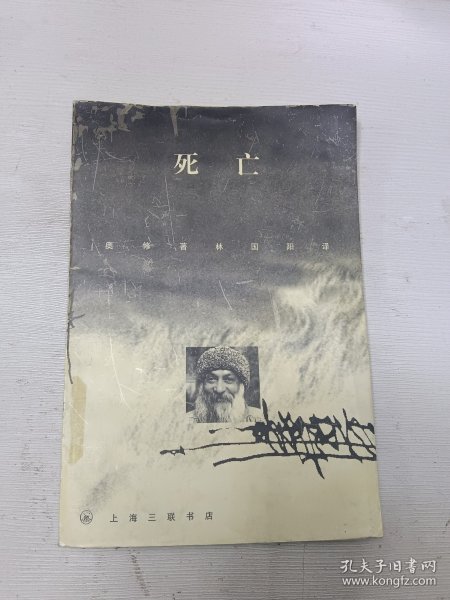 死亡
奥修著 林国阳译
上海三联书店
孔夫子旧书网
www.kongfz.com